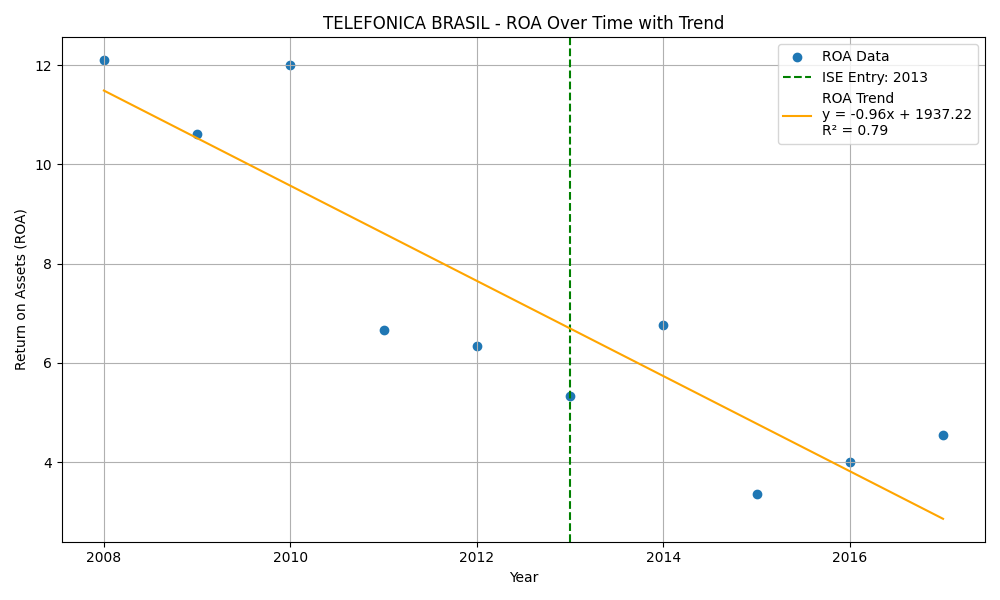 TELEFONICA BRASIL - ROA Over Time with Trend
ROA Data
ISE Entry: 2013
ROA Trend
y = -0.96x + 1937.22
R² = 0.79
Return on Assets (ROA)
12
10
8
6
4
2008
2010
2012
2014
2016
Year